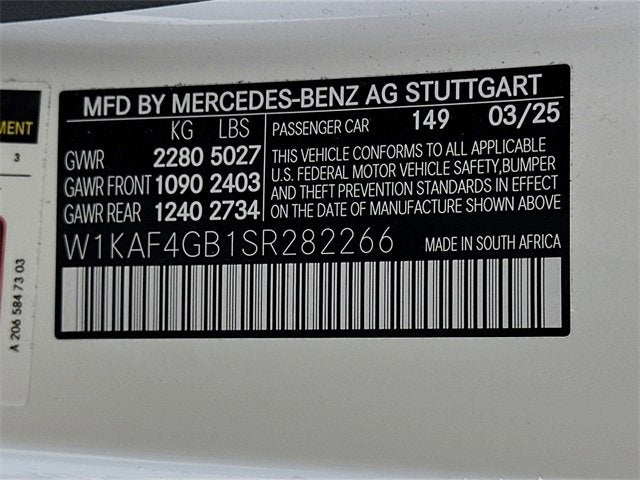 MFD BY MERCEDES-BENZ AG STUTTGART
KG LBS
GVWR 2280 5027
GAWR FRONT 1090 2403
GAWR REAR 1240 2734
PASSENGER CAR 149 03/25
THIS VEHICLE CONFORMS TO ALL APPLICABLE
U.S. FEDERAL MOTOR VEHICLE SAFETY,BUMPER
AND THEFT PREVENTION STANDARDS IN EFFECT
ON THE DATE OF MANUFACTURE SHOWN ABOVE.
W1KAF4GB1SR282266 MADE IN SOUTH AFRICA
MENT
3
A 206 584 73 03